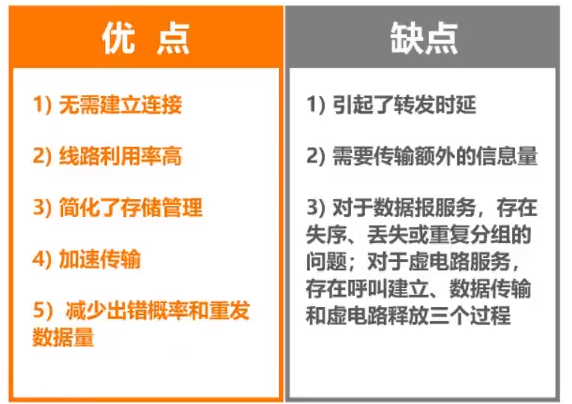 优 点
1) 无需建立连接
2) 线路利用率高
3) 简化了存储管理
4) 加速传输
5）减少出错概率和重发
数据量
缺点
1) 引起了转发时延
2) 需要传输额外的信息量
3) 对于数据报服务，存在
失序、丢失或重复分组的
问题；对于虚电路服务，
存在呼叫建立、数据传输
和虚电路释放三个过程